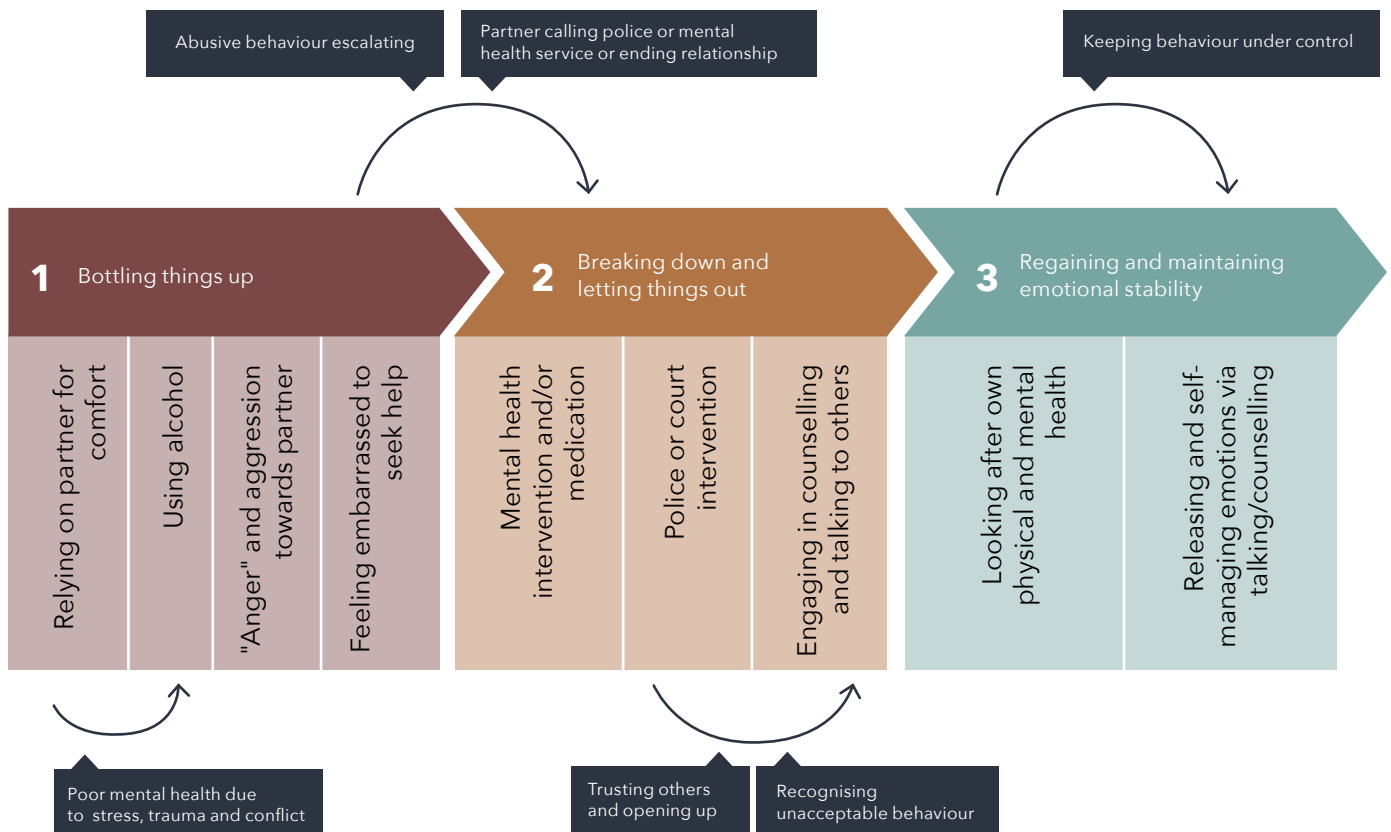 Abusive behaviour escalating
Partner calling police or mental
health service or ending relationship
Keeping behaviour under control
1 Bottling things up
2 Breaking down and
letting things out
3 Regaining and maintaining
emotional stability
Relying on partner for
comfort
Using alcohol
"Anger" and aggression
towards partner
Feeling embarrassed to
seek help
Mental health
intervention and/or
medication
Police or court
intervention
Engaging in counselling
and talking to others
Looking after own
physical and mental
health
Releasing and self-
managing emotions via
talking/counselling
Poor mental health due
to stress, trauma and conflict
Trusting others
and opening up
Recognising
unacceptable behaviour